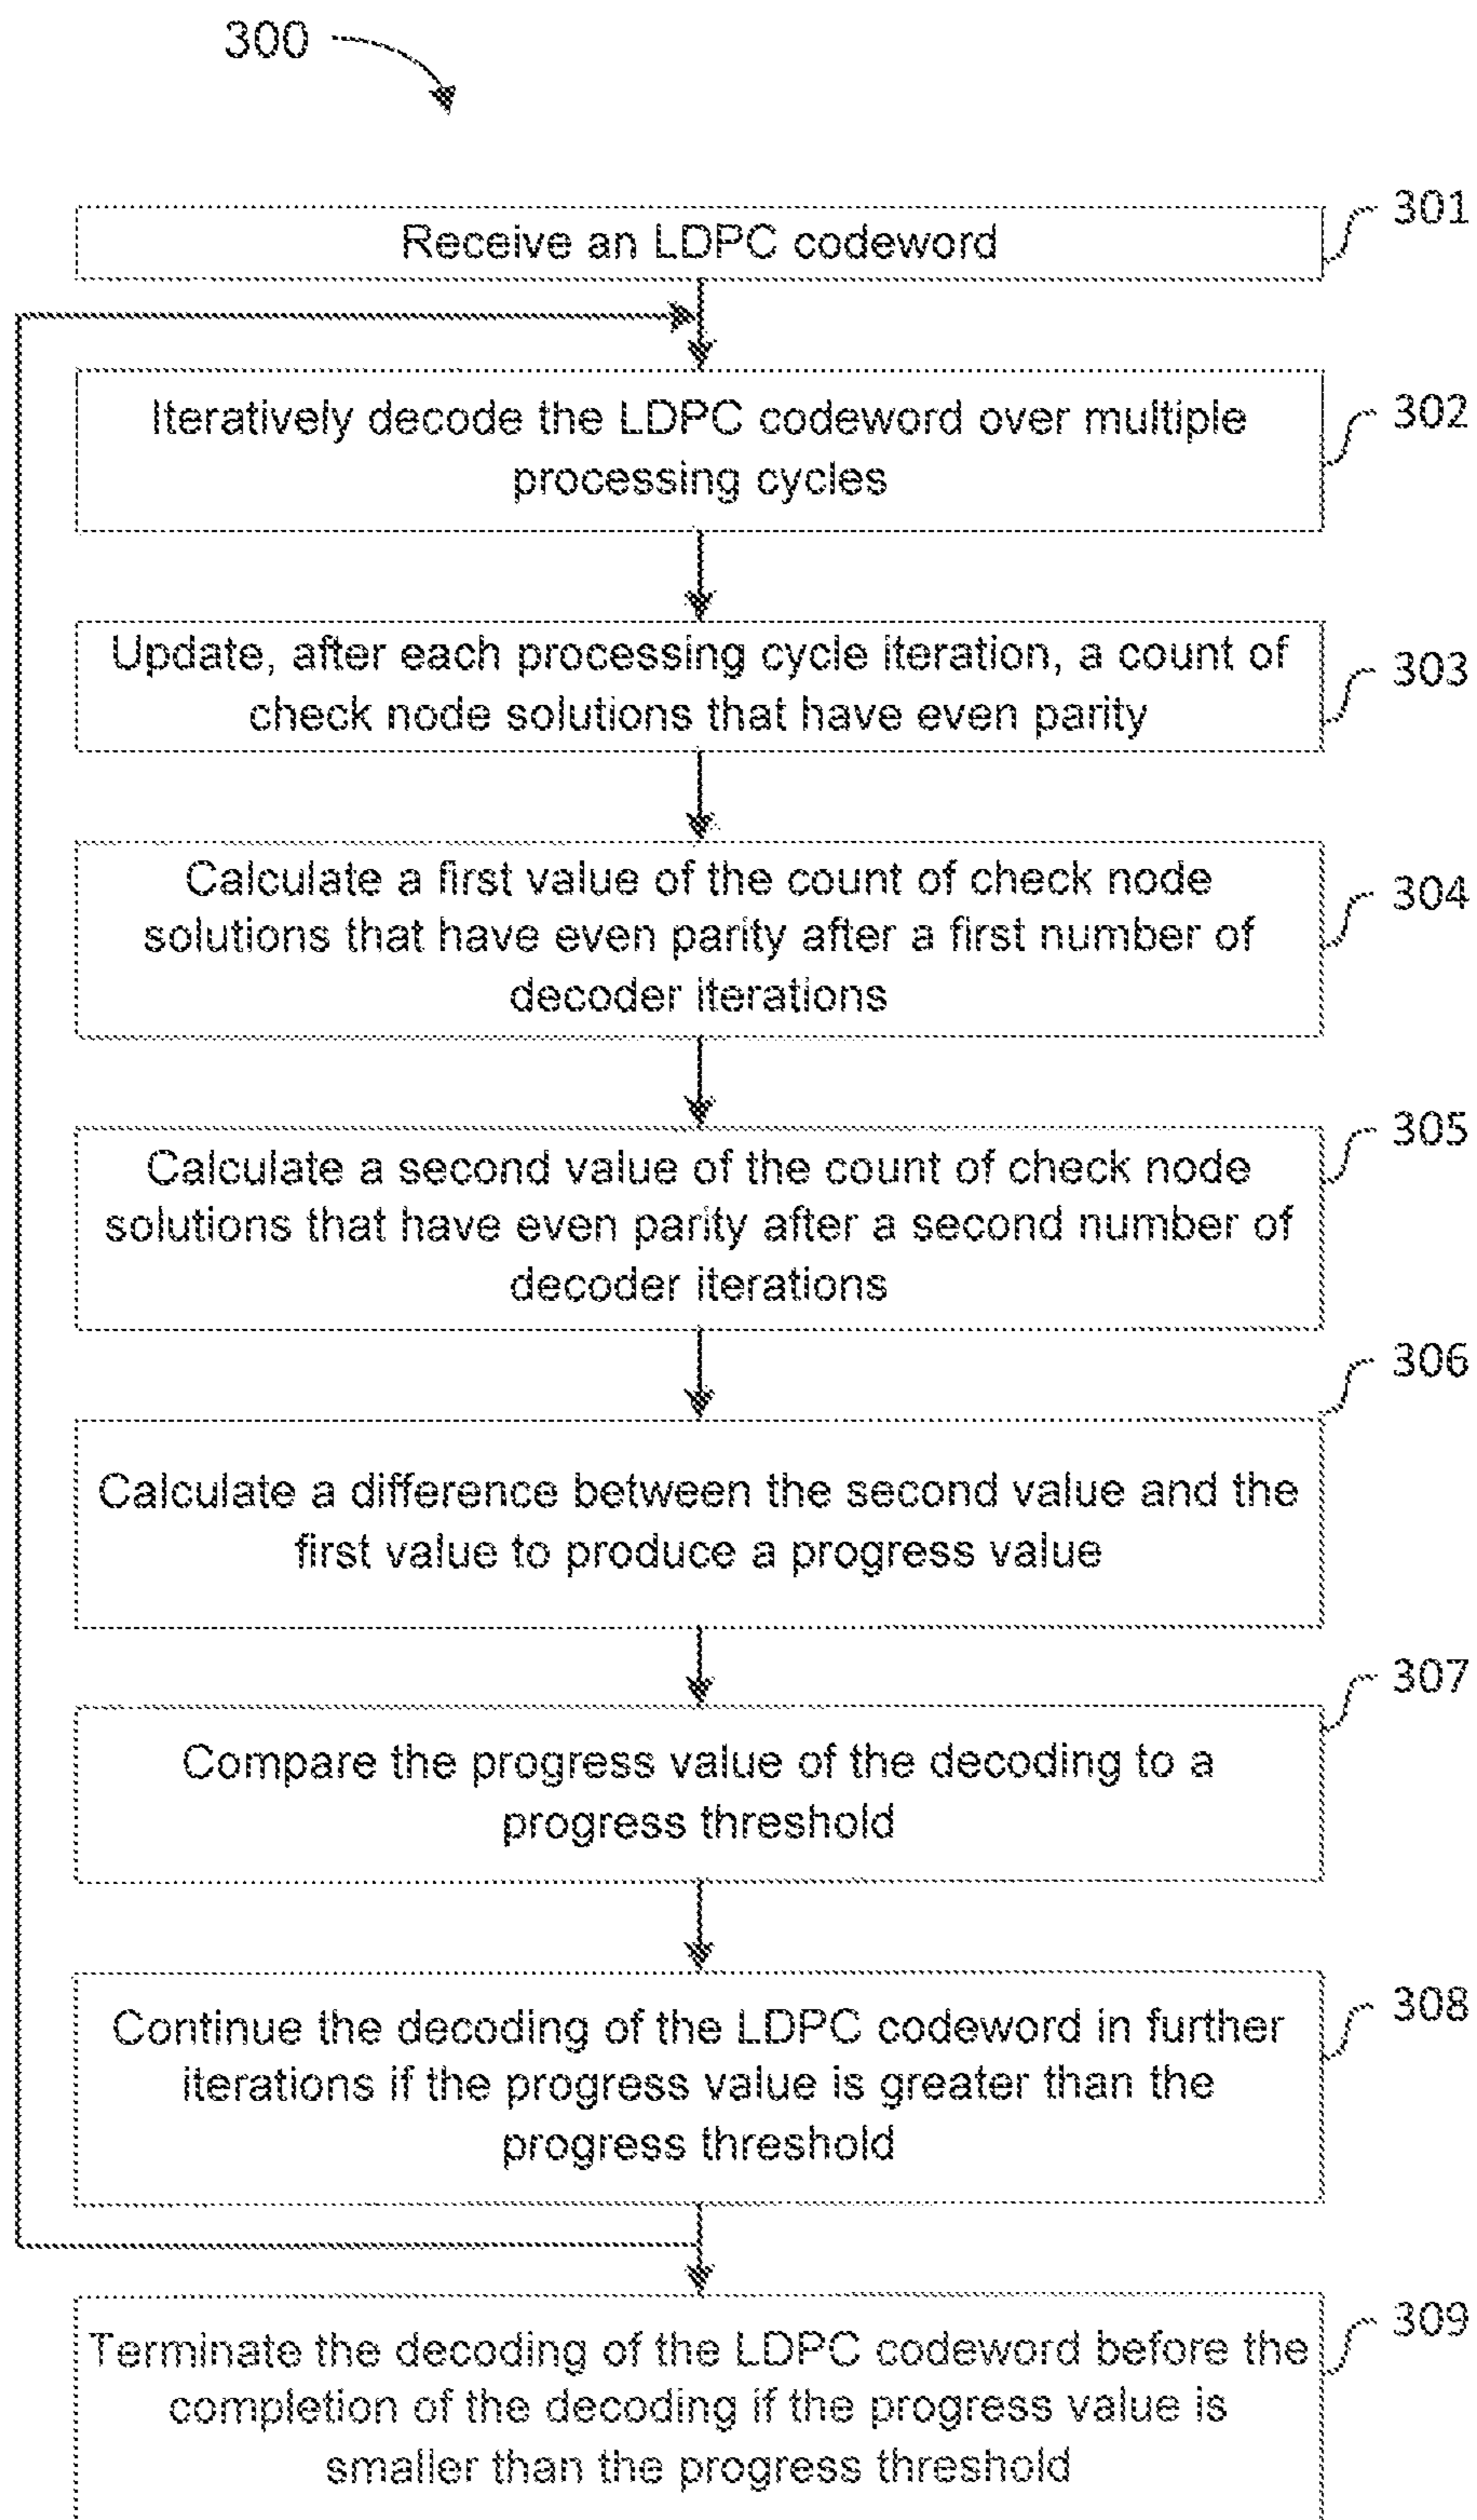 300
301
Receive an LDPC codeword
302
Iteratively decode the LDPC codeword over multiple
processing cycles
303
Update, after each processing cycle iteration, a count of
check node solutions that have even parity
304
Calculate a first value of the count of check node
solutions that have even parity after a first number of
decoder iterations
305
Calculate a second value of the count of check node
solutions that have even parity after a second number of
decoder iterations
306
Calculate a difference between the second value and the
first value to produce a progress value
307
Compare the progress value of the decoding to a
progress threshold
308
Continue the decoding of the LDPC codeword in further
iterations if the progress value is greater than the
progress threshold
309
Terminate the decoding of the LDPC codeword before the
completion of the decoding if the progress value is
smaller than the progress threshold